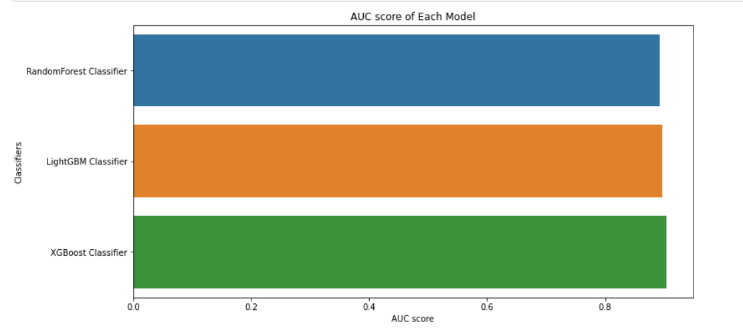 AUC score of Each Model
Classifiers
RandomForest Classifier
LightGBM Classifier
XGBoost Classifier
0.0 0.2 0.4 0.6 0.8
AUC score